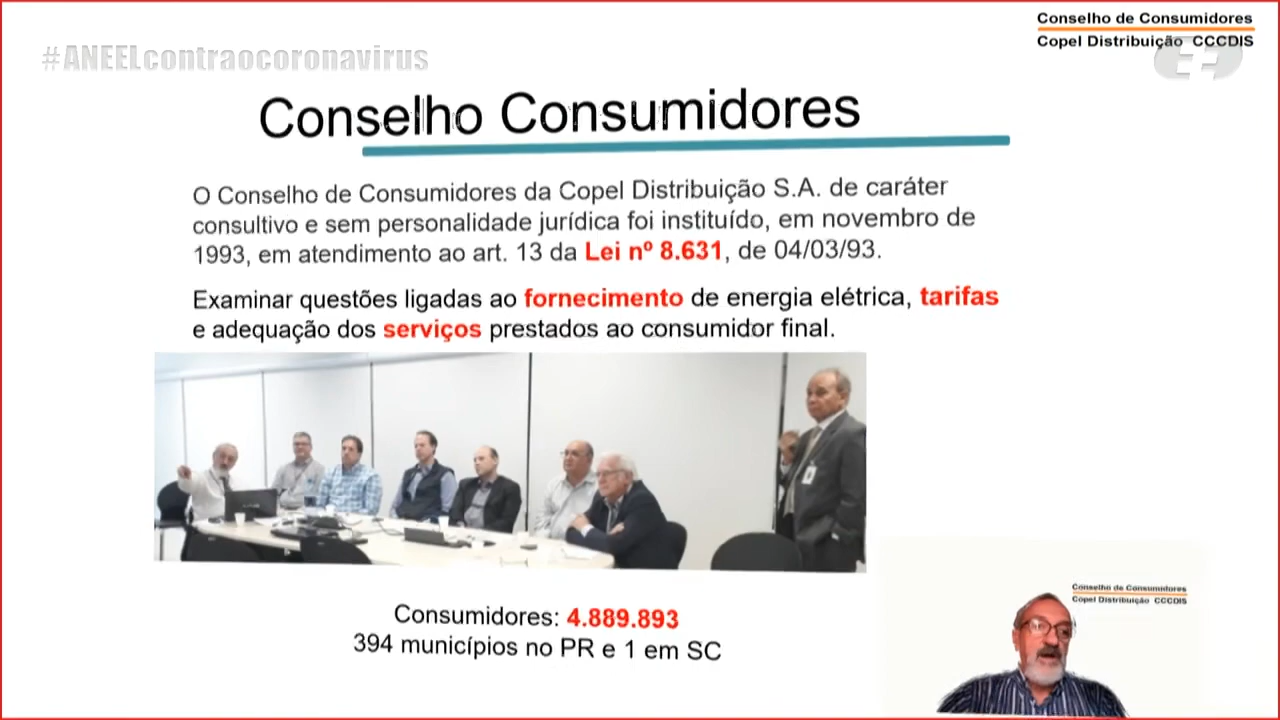 Conselho de Consumidores
Copel Distribuição CCCDIS
#ANEELcontraocoronavirus
Conselho Consumidores
O Conselho de Consumidores da Copel Distribuição S.A. de caráter
consultivo e sem personalidade jurídica foi instituído, em novembro de
1993, em atendimento ao art. 13 da Lei nº 8.631, de 04/03/93.
Examinar questões ligadas ao fornecimento de energia elétrica, tarifas
e adequação dos serviços prestados ao consumidor final.
Consumidores: 4.889.893
394 municípios no PR e 1 em SC
Conselho de Consumidores
Copel Distribuição CCCDIS